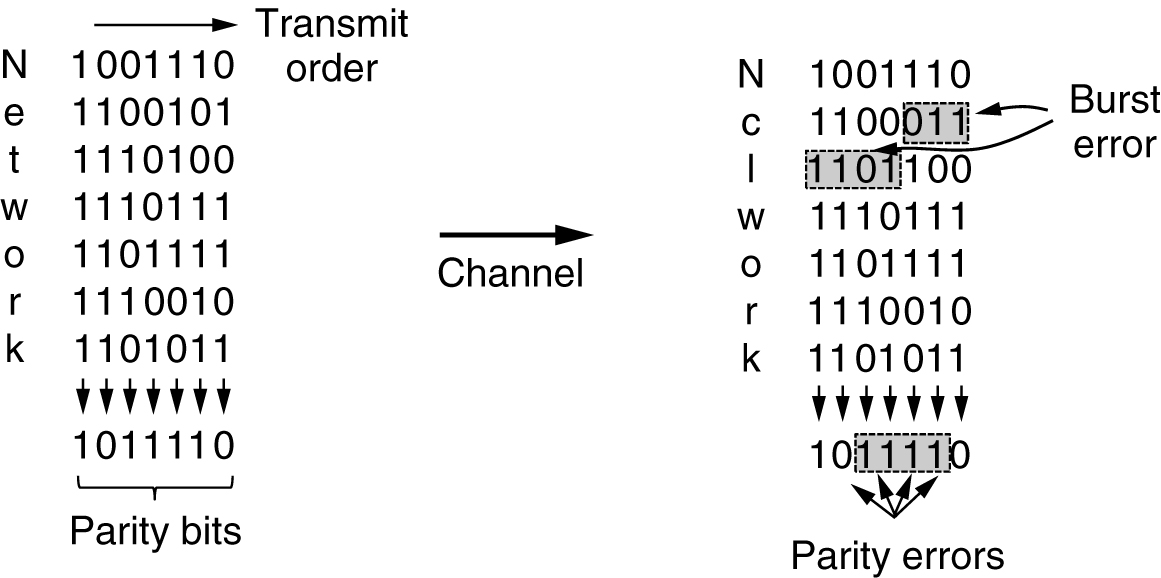 Transmit
order
N 1001110
e 1100101
t 1110100
w 1110111
o 1101111
r 1110010
k 1101011
1011110
Parity bits
Channel
N 1001110
c 1100011
l 1101100
w 1110111
o 1101111
r 1110010
k 1101011
1011110
Parity errors
Burst
error